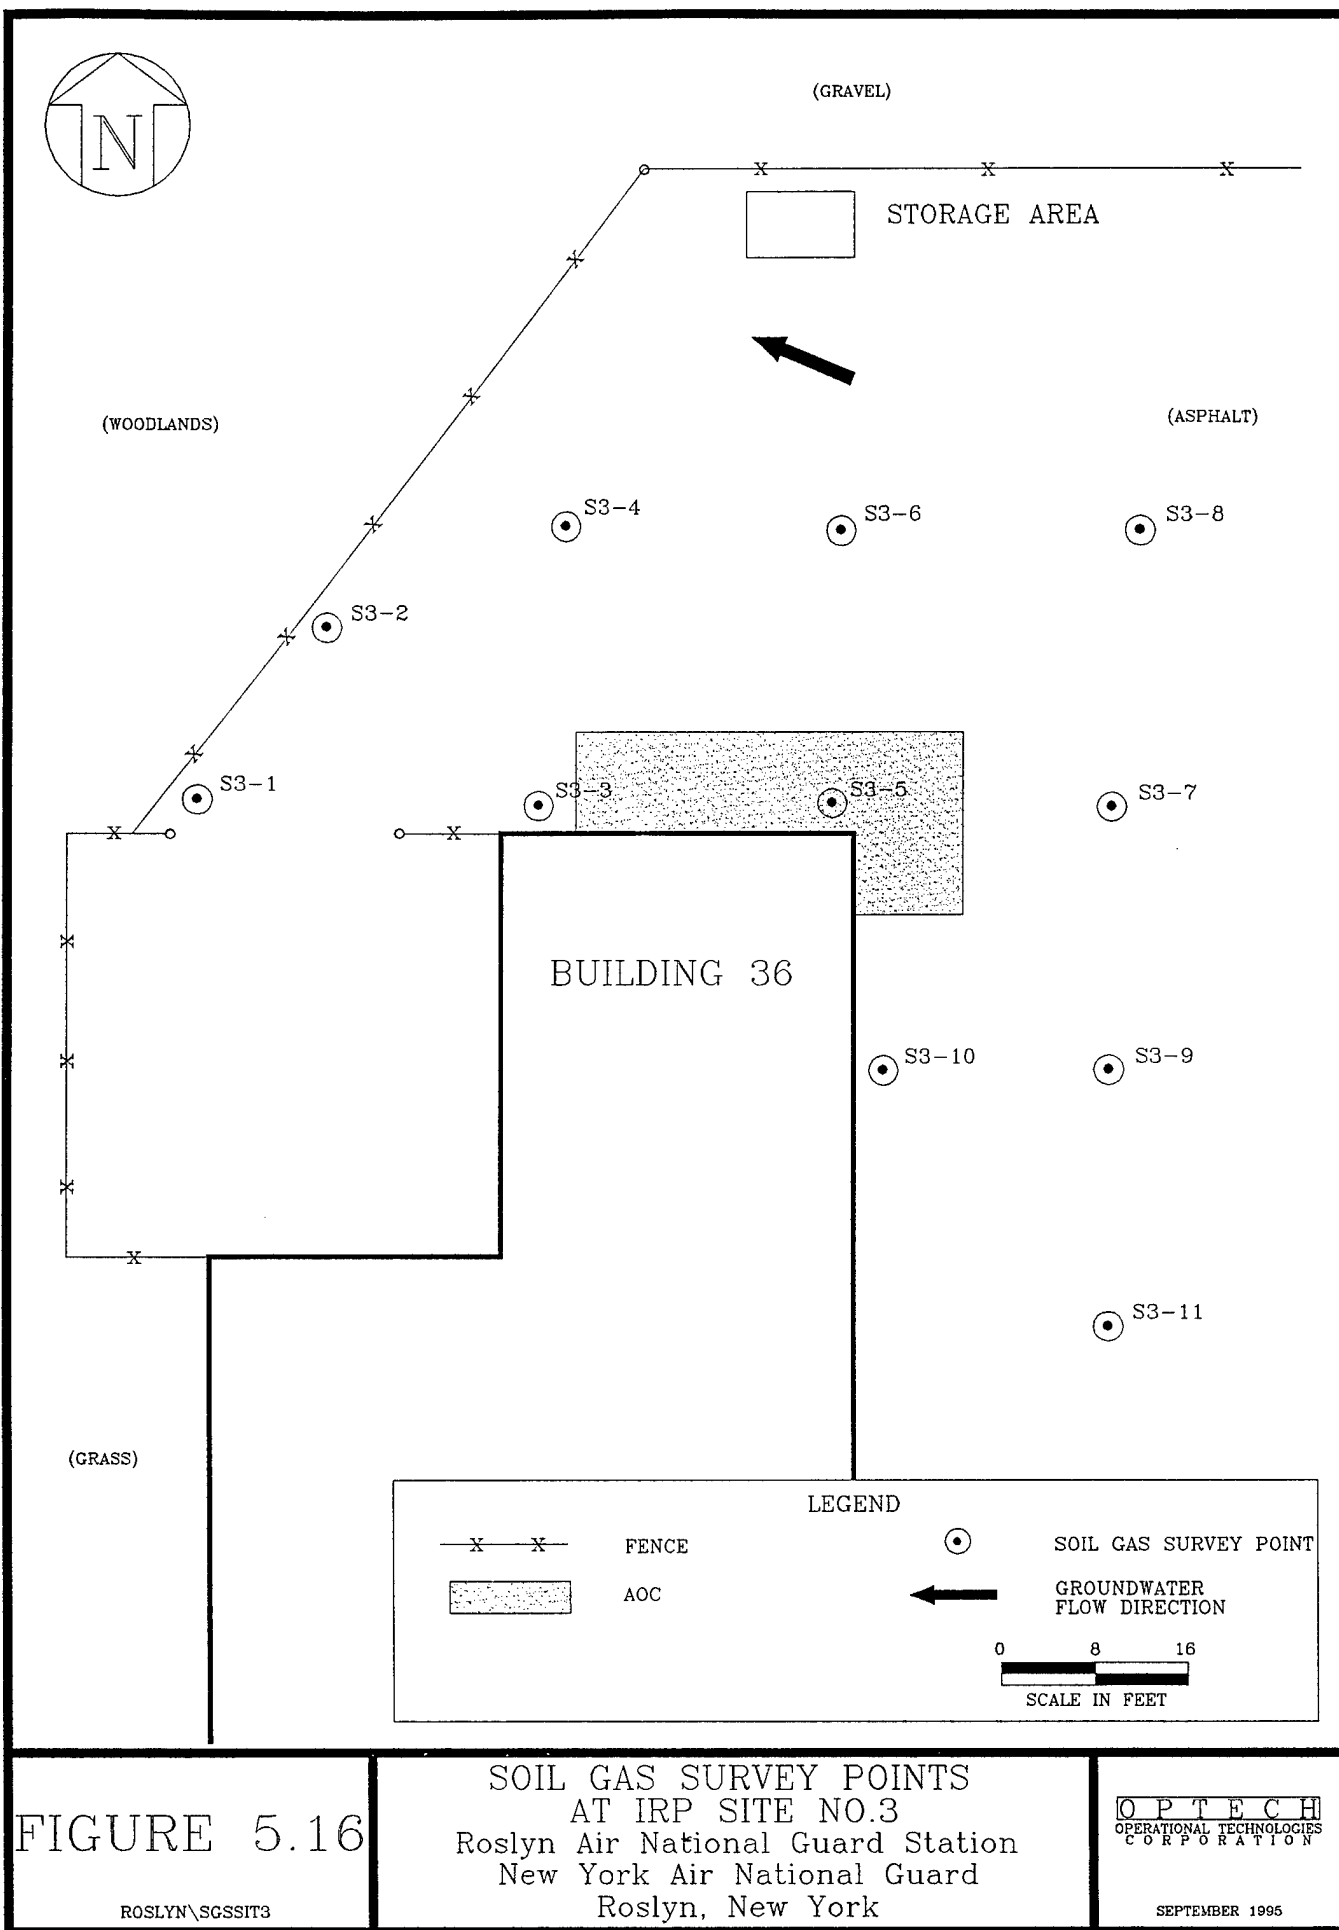 (GRAVEL)
N
X X X
STORAGE AREA
X
X
(WOODLANDS)
(ASPHALT)
S3-4
S3-6
S3-8
X
S3-2
X
X
S3-1
S3-3
S3-5
S3-7
X
X
X
BUILDING 36
S3-10
S3-9
X
X
X
S3-11
(GRASS)
LEGEND
X X FENCE
SOIL GAS SURVEY POINT
AOC
GROUNDWATER
FLOW DIRECTION
0 8 16
SCALE IN FEET
FIGURE 5.16
ROSLYN\SGSSIT3
SOIL GAS SURVEY POINTS
AT IRP SITE NO.3
Roslyn Air National Guard Station
New York Air National Guard
Roslyn, New York
OPTECH
OPERATIONAL TECHNOLOGIES
CORPORATION
SEPTEMBER 1995